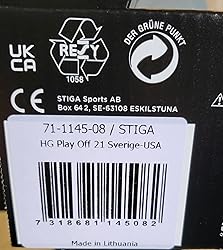 DER GRÜNE PUNKT
UK
CA
RESY
1058
STIGA Sports AB
Box 642, SE-63108 ESKILSTUNA
71-1145-08 / STIGA
HG Play Off 21 Sverige-USA
7 318681 145082
Made in Lithuania